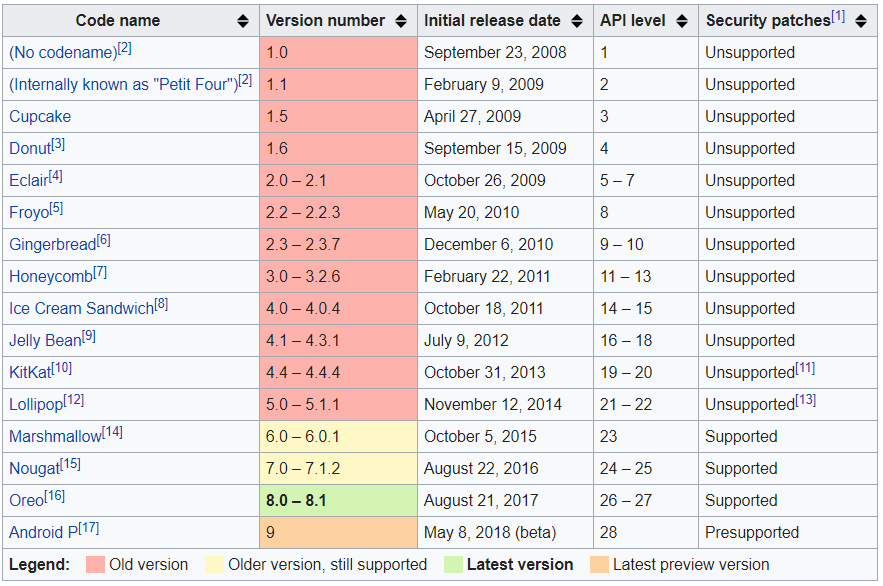 Code name Version number Initial release date API level Security patches[1]
(No codename)[2] 1.0 September 23, 2008 1 Unsupported
(Internally known as "Petit Four")[2] 1.1 February 9, 2009 2 Unsupported
Cupcake 1.5 April 27, 2009 3 Unsupported
Donut[3] 1.6 September 15, 2009 4 Unsupported
Eclair[4] 2.0 – 2.1 October 26, 2009 5 – 7 Unsupported
Froyo[5] 2.2 – 2.2.3 May 20, 2010 8 Unsupported
Gingerbread[6] 2.3 – 2.3.7 December 6, 2010 9 – 10 Unsupported
Honeycomb[7] 3.0 – 3.2.6 February 22, 2011 11 – 13 Unsupported
Ice Cream Sandwich[8] 4.0 – 4.0.4 October 18, 2011 14 – 15 Unsupported
Jelly Bean[9] 4.1 – 4.3.1 July 9, 2012 16 – 18 Unsupported
KitKat[10] 4.4 – 4.4.4 October 31, 2013 19 – 20 Unsupported[11]
Lollipop[12] 5.0 – 5.1.1 November 12, 2014 21 – 22 Unsupported[13]
Marshmallow[14] 6.0 – 6.0.1 October 5, 2015 23 Supported
Nougat[15] 7.0 – 7.1.2 August 22, 2016 24 – 25 Supported
Oreo[16] 8.0 – 8.1 August 21, 2017 26 – 27 Supported
Android P[17] 9 May 8, 2018 (beta) 28 Presupported
Legend: Old version Older version, still supported Latest version Latest preview version